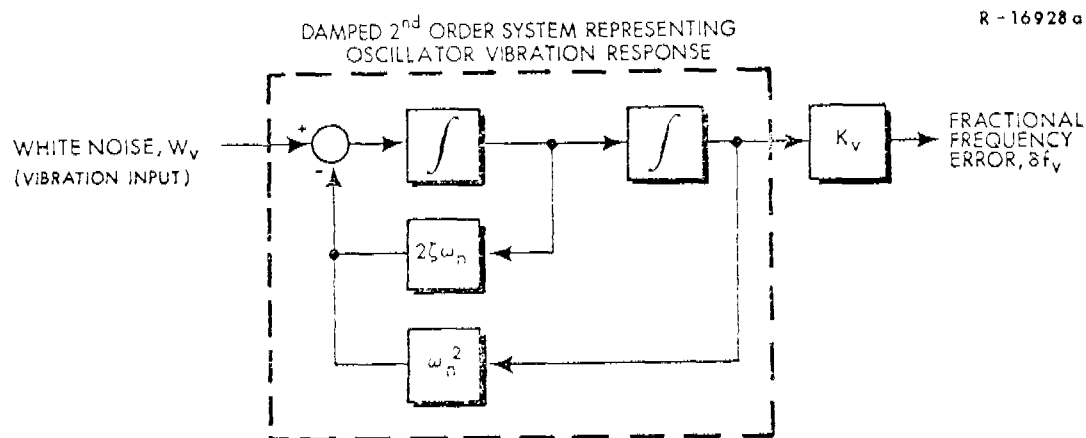 R-16928a
DAMPED 2nd ORDER SYSTEM REPRESENTING
OSCILLATOR VIBRATION RESPONSE
WHITE NOISE, Wv
(VIBRATION INPUT)
+
-
∫
∫
Kv
FRACTIONAL
FREQUENCY
ERROR, δfv
2ζωn
ωn²